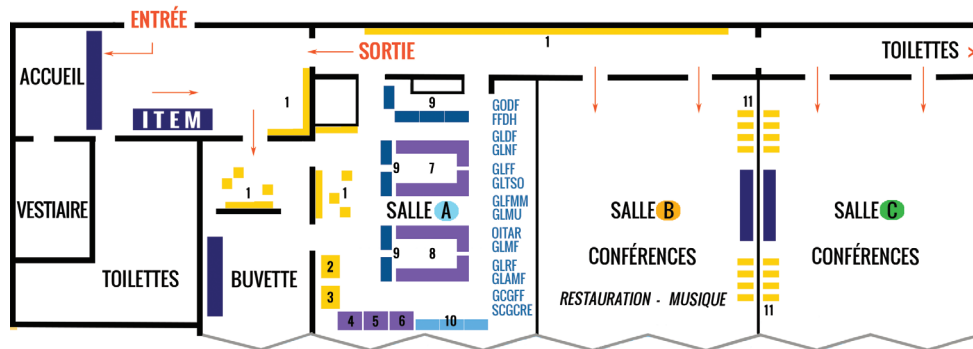 ENTRÉE
SORTIE
1
TOILETTES
ACCUEIL
ITEM
1
9
11
GODF
FFDH
GLDF
GLNF
GLFF
GLTSO
GLFMM
GLMU
OITAR
GLMF
GLRF
GLAMF
GCGFF
SCGCRE
9
7
1
1
VESTIAIRE
SALLE A
SALLE B
SALLE C
9
8
CONFÉRENCES
CONFÉRENCES
TOILETTES
BUVETTE
2
3
RESTAURATION - MUSIQUE
11
4
5
6
10